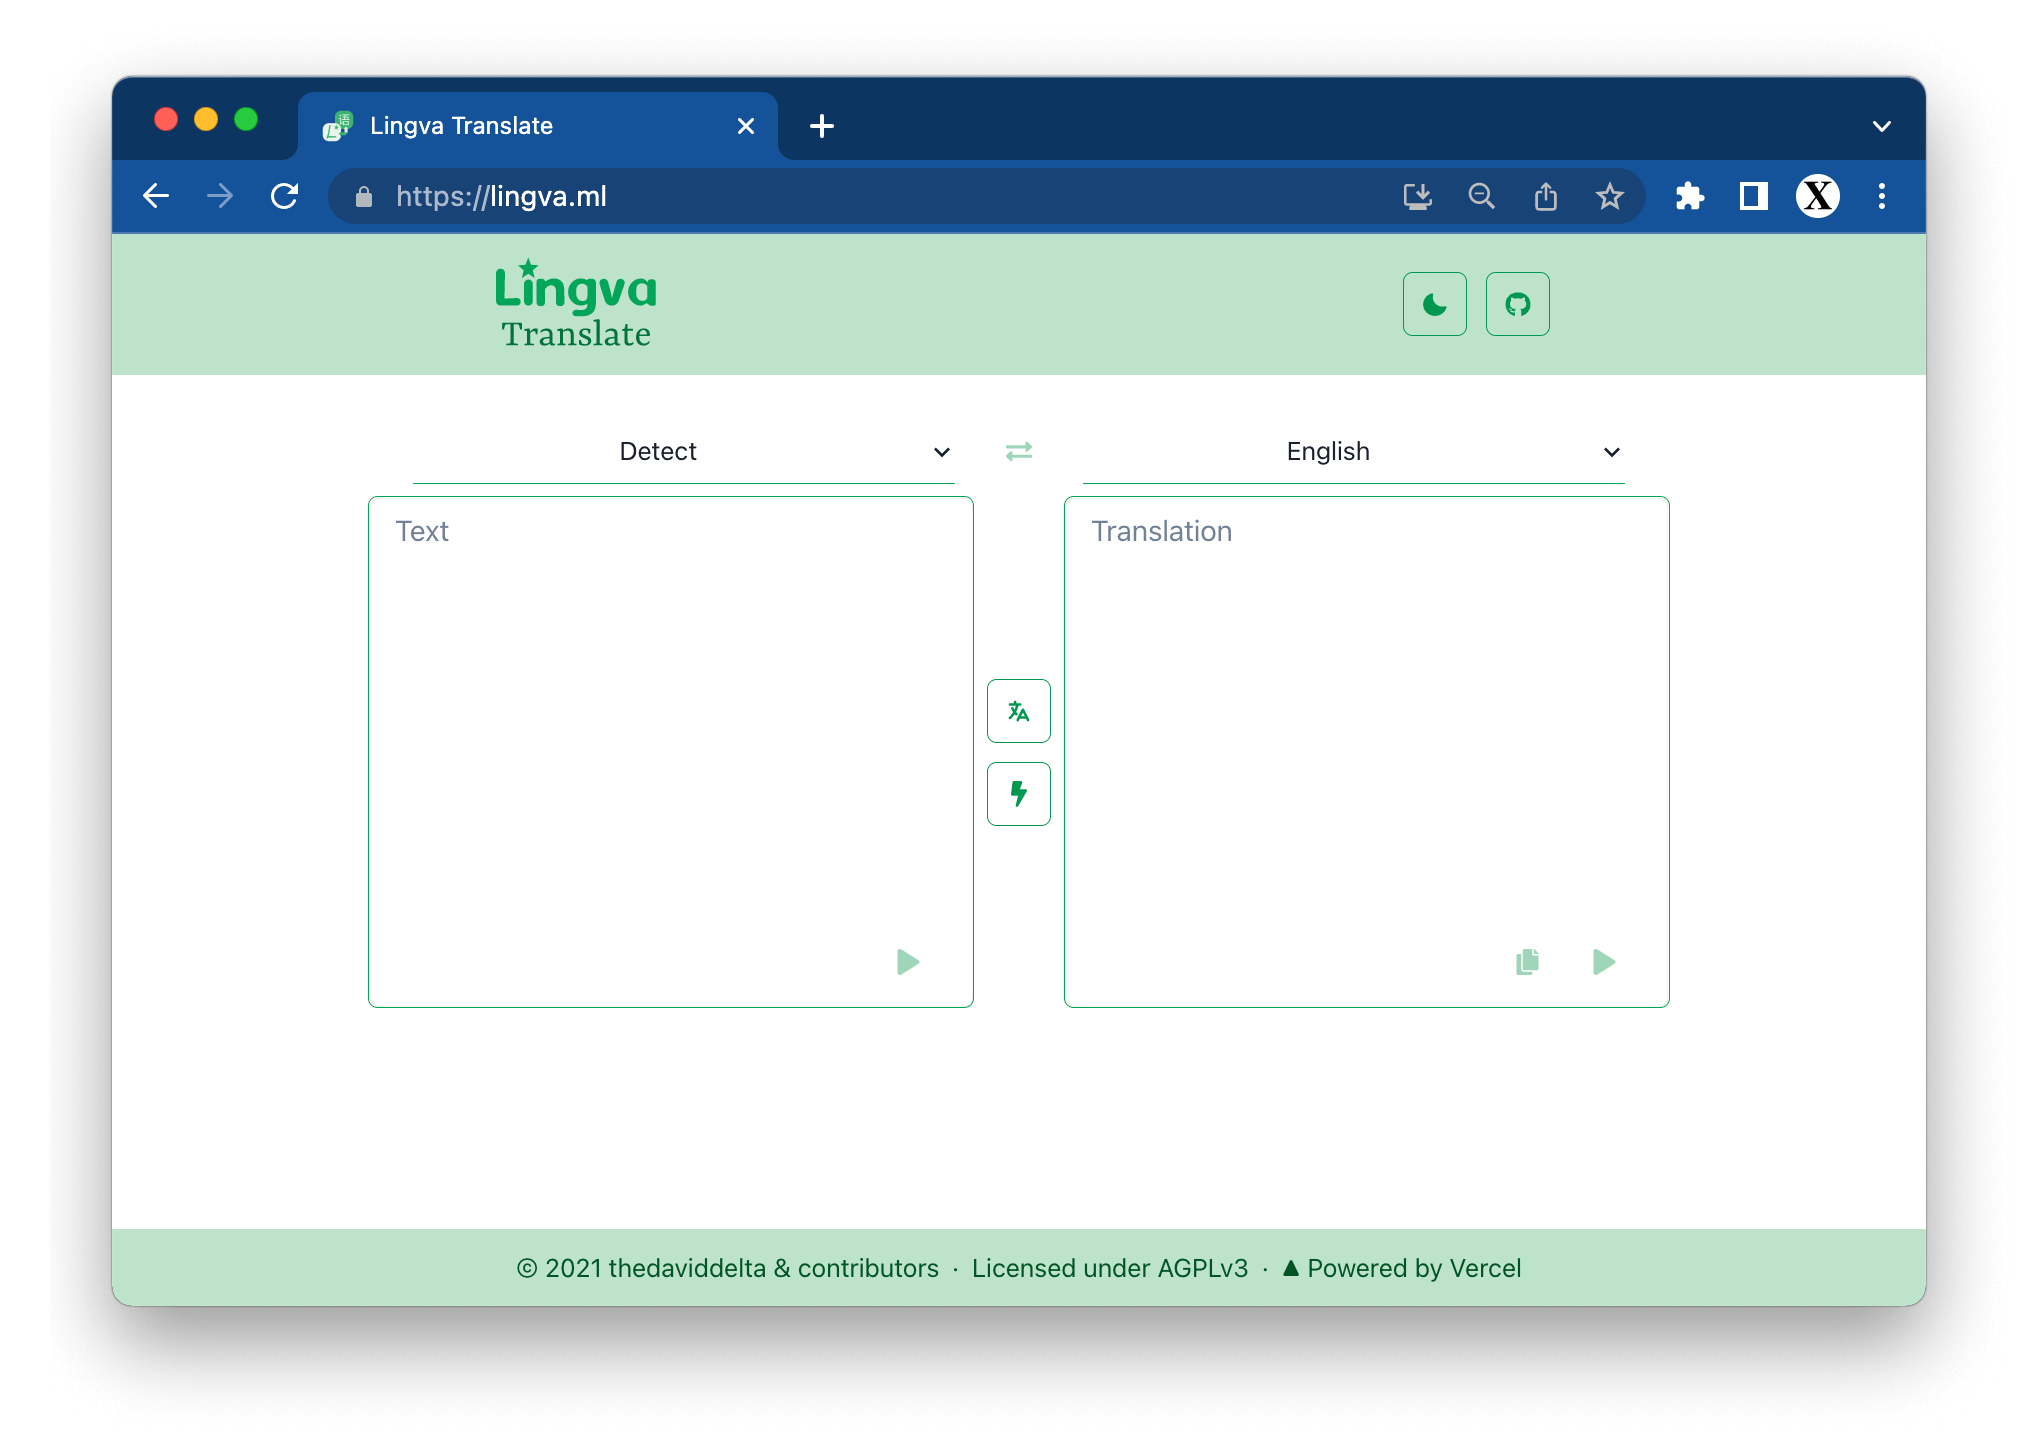 Lingva Translate
https://lingva.ml
Lingva
Translate
Detect
English
Text
Translation
© 2021 thedaviddelta & contributors · Licensed under AGPLv3 · ▲ Powered by Vercel